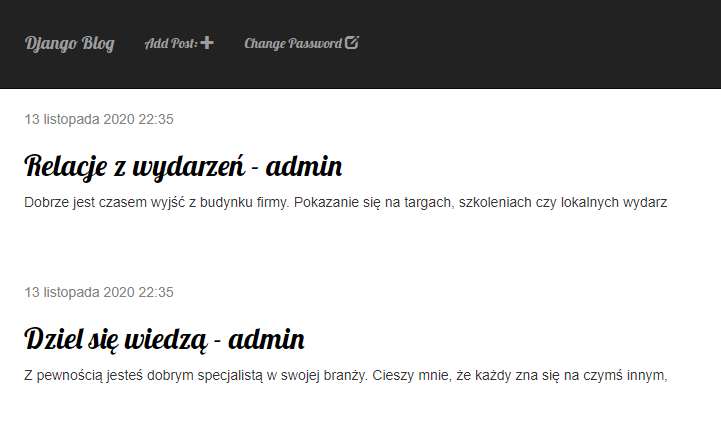 Django Blog Add Post: Change Password
13 listopada 2020 22:35
Relacje z wydarzeń - admin
Dobrze jest czasem wyjść z budynku firmy. Pokazanie się na targach, szkoleniach czy lokalnych wydarz
13 listopada 2020 22:35
Dziel się wiedzą - admin
Z pewnością jesteś dobrym specjalistą w swojej branży. Cieszy mnie, że każdy zna się na czymś innym,